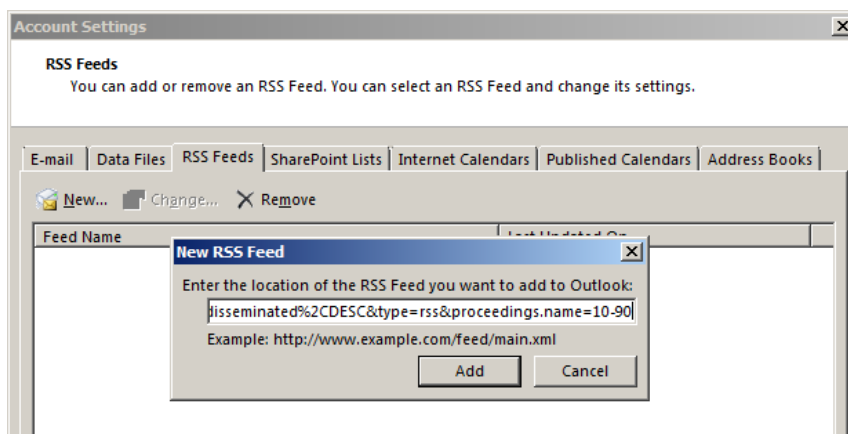 Account Settings
RSS Feeds
You can add or remove an RSS Feed. You can select an RSS Feed and change its settings.
E-mail Data Files RSS Feeds SharePoint Lists Internet Calendars Published Calendars Address Books
New... Change... Remove
Feed Name Last Updated On
New RSS Feed
Enter the location of the RSS Feed you want to add to Outlook:
disseminated%2CDESC&type=rss&proceedings.name=10-90
Example: http://www.example.com/feed/main.xml
Add Cancel